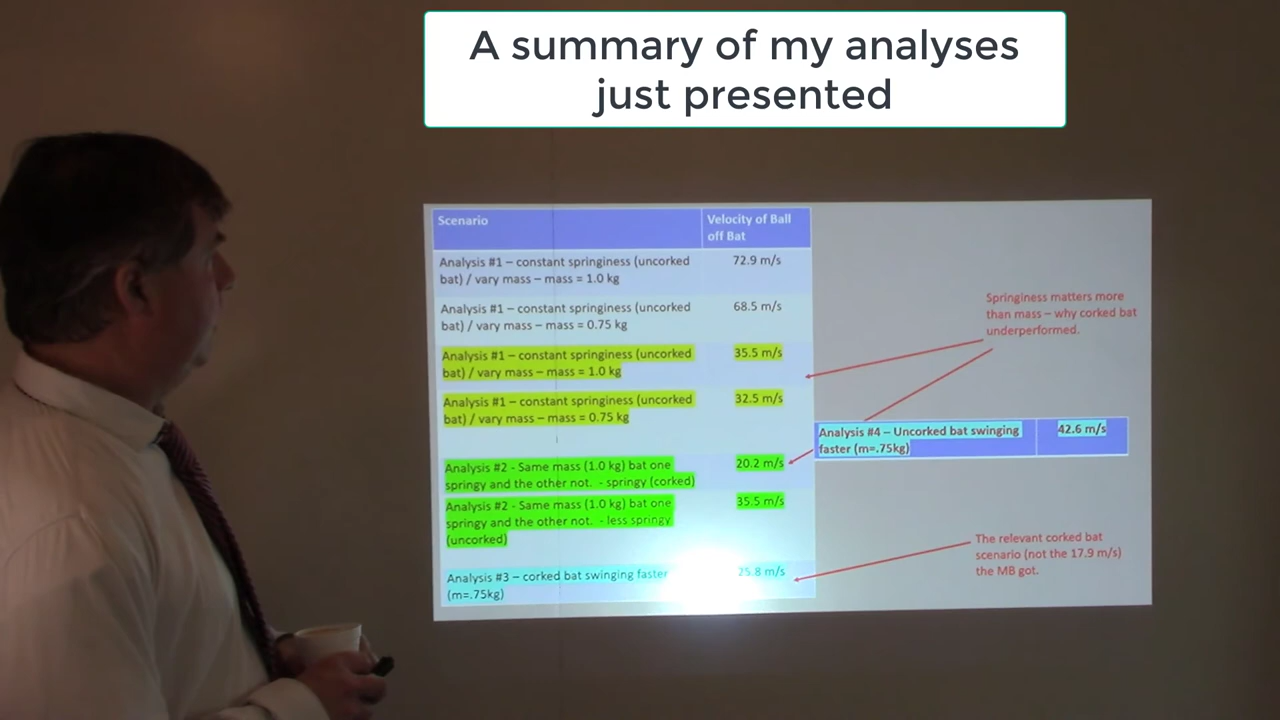 A summary of my analyses
just presented
Scenario
Velocity of Ball
off Bat
Analysis #1 – constant springiness (uncorked
bat) / vary mass – mass = 1.0 kg
72.9 m/s
Analysis #1 – constant springiness (uncorked
bat) / vary mass – mass = 0.75 kg
68.5 m/s
Analysis #1 – constant springiness (uncorked
bat) / vary mass – mass = 1.0 kg
35.5 m/s
Analysis #1 – constant springiness (uncorked
bat) / vary mass – mass = 0.75 kg
32.5 m/s
Analysis #2 - Same mass (1.0 kg) bat one
springy and the other not. - springy (corked)
20.2 m/s
Analysis #2 - Same mass (1.0 kg) bat one
springy and the other not. - less springy
(uncorked)
35.5 m/s
Analysis #3 – corked bat swinging faster
(m=.75kg)
25.8 m/s
Springiness matters more
than mass – why corked bat
underperformed.
Analysis #4 – Uncorked bat swinging
faster (m=.75kg)
42.6 m/s
The relevant corked bat
scenario (not the 17.9 m/s)
the MB got.